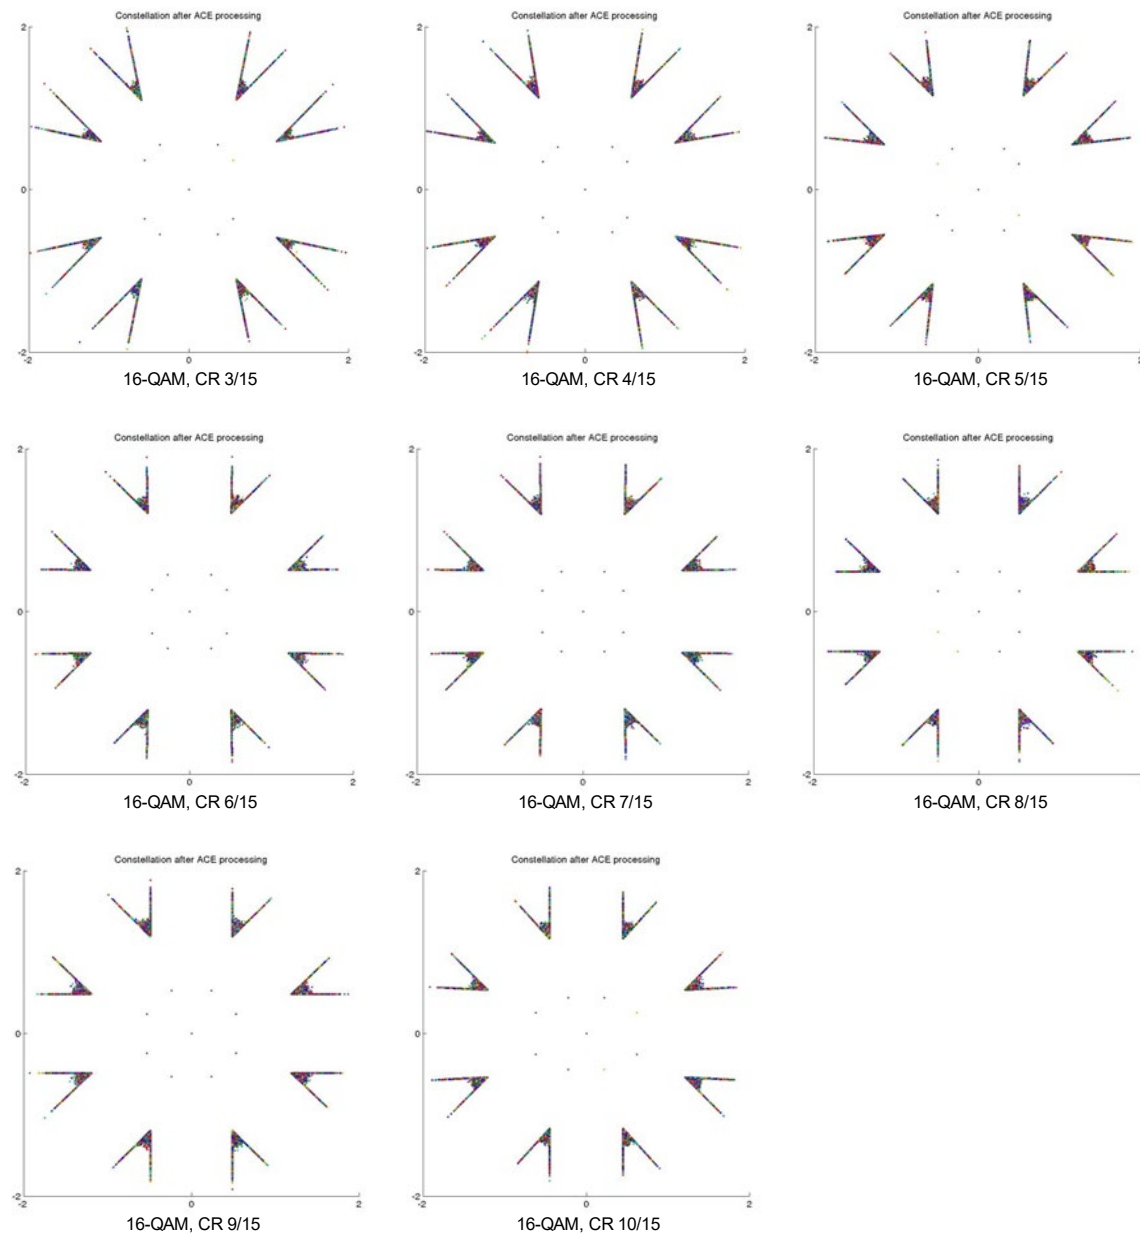 Constellation after ACE processing Constellation after ACE processing Constellation after ACE processing
2 2 2
0 0 0
-2 -2 -2
-2 0 2 -2 0 2 -2 0 2
16-QAM, CR 3/15 16-QAM, CR 4/15 16-QAM, CR 5/15
Constellation after ACE processing Constellation after ACE processing Constellation after ACE processing
2 2 2
0 0 0
-2 -2 -2
-2 0 2 -2 0 2 -2 0
16-QAM, CR 6/15 16-QAM, CR 7/15 16-QAM, CR 8/15
Constellation after ACE processing Constellation after ACE processing
2 2
0 0
-2 -2
-2 0 2 -2 0 2
16-QAM, CR 9/15 16-QAM, CR 10/15